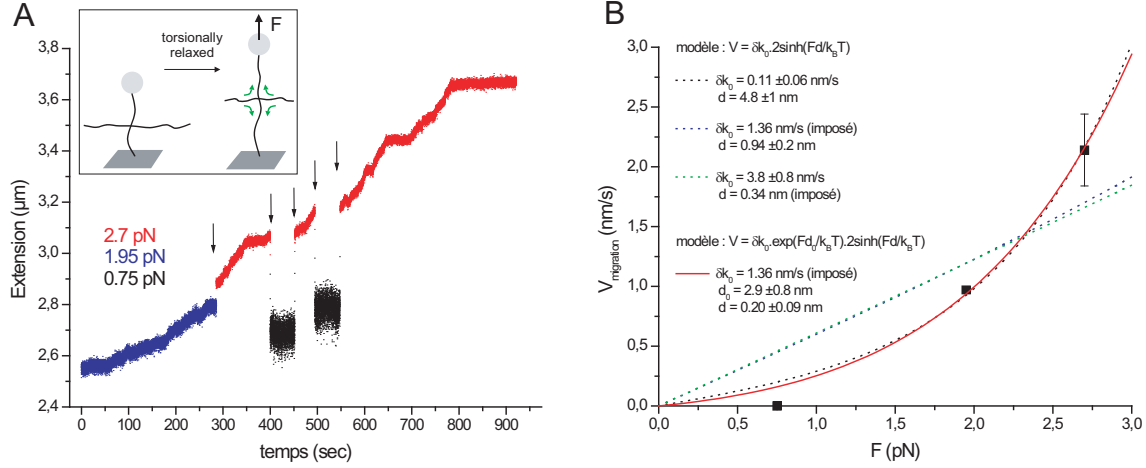 A
F
torsionally
relaxed
3,8
3,6
3,4
3,2
3,0
2,8
2,6
2,4
Extension (µm)
2.7 pN
1.95 pN
0.75 pN
0 100 200 300 400 500 600 700 800 900
temps (sec)
B
modèle : V = δk₀.2sinh(Fd/k_BT)
δk₀ = 0.11 ±0.06 nm/s
d = 4.8 ±1 nm
δk₀ = 1.36 nm/s (imposé)
d = 0.94 ±0.2 nm
δk₀ = 3.8 ±0.8 nm/s
d = 0.34 nm (imposé)
modèle : V = δk₀.exp(Fd₀/k_BT).2sinh(Fd/k_BT)
δk₀ = 1.36 nm/s (imposé)
d₀ = 2.9 ±0.8 nm
d = 0.20 ±0.09 nm
3,0
2,5
2,0
1,5
1,0
0,5
0,0
V_migration (nm/s)
0,0 0,5 1,0 1,5 2,0 2,5 3,0
F (pN)